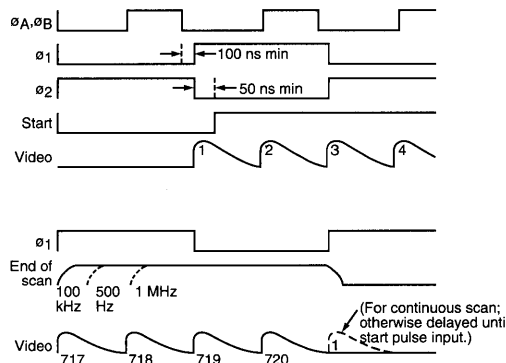 øA,øB
ø1
100 ns min
ø2
50 ns min
Start
Video
1 2 3 4
ø1
End of
scan
100
kHz
500
Hz
1 MHz
(For continuous scan;
otherwise delayed until
start pulse input.)
Video
717 718 719 720 1